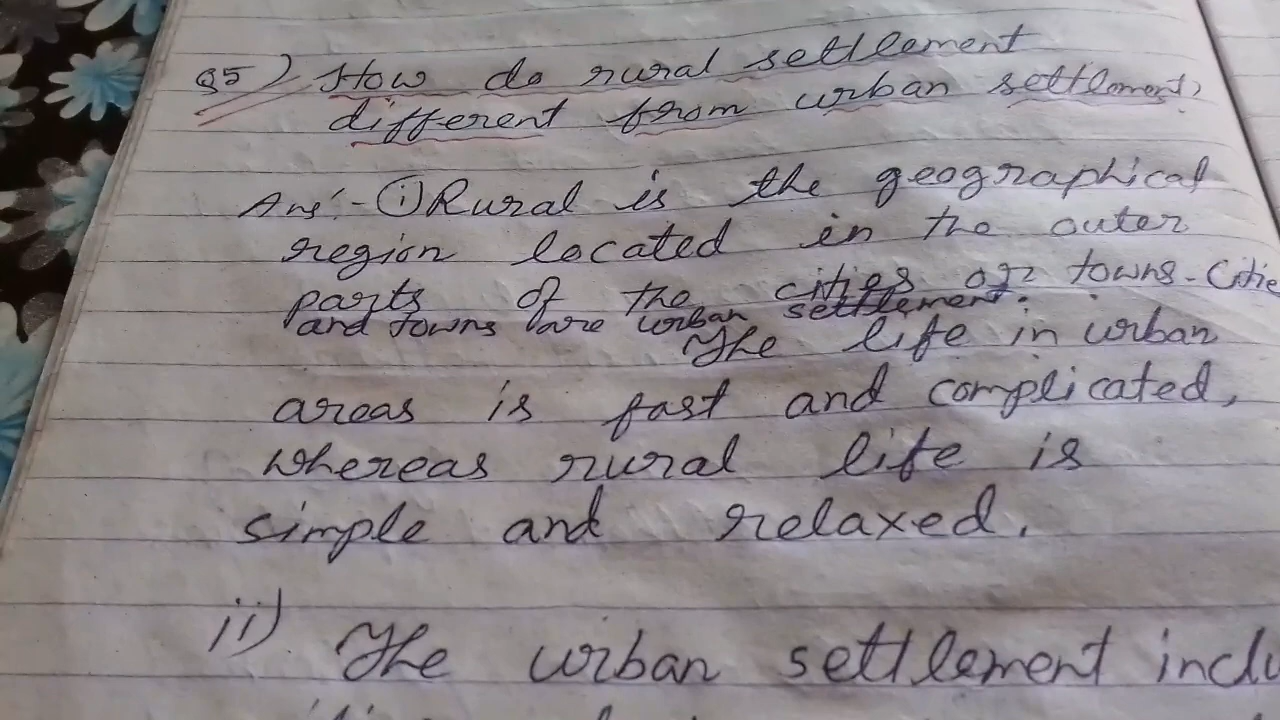 Q5) How do rural settlement
different from urban settlement,
Ans:- (i) Rural is the geographical
region located in the outer
parts of the cities or towns. Citie
and towns are urban settlement.
The life in urban
areas is fast and complicated,
whereas rural life is
simple and relaxed.
ii) The urban settlement inclu